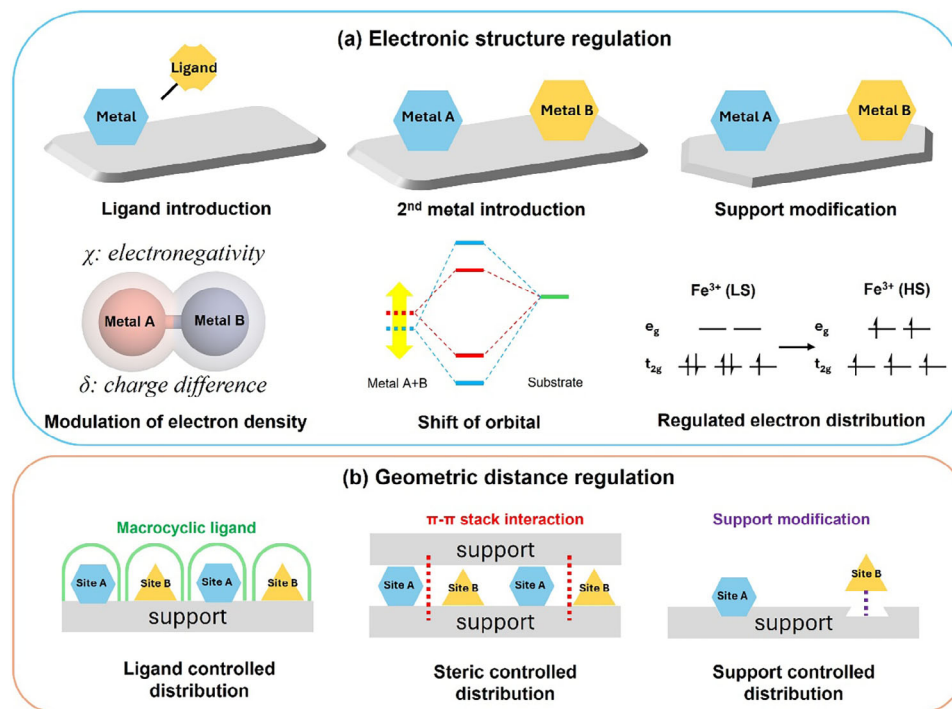 (a) Electronic structure regulation
Ligand
Metal
Metal A
Metal B
Metal A
Metal B
Ligand introduction
2nd metal introduction
Support modification
χ: electronegativity
Metal A
Metal B
δ: charge difference
Modulation of electron density
Metal A+B
Substrate
Shift of orbital
Fe³⁺ (LS)
Fe³⁺ (HS)
eg
eg
t2g
t2g
Regulated electron distribution
(b) Geometric distance regulation
Macrocyclic ligand
Site A
Site B
Site A
Site B
support
Ligand controlled
distribution
π-π stack interaction
support
Site A
Site B
Site A
Site B
support
Steric controlled
distribution
Support modification
Site B
Site A
support
Support controlled
distribution